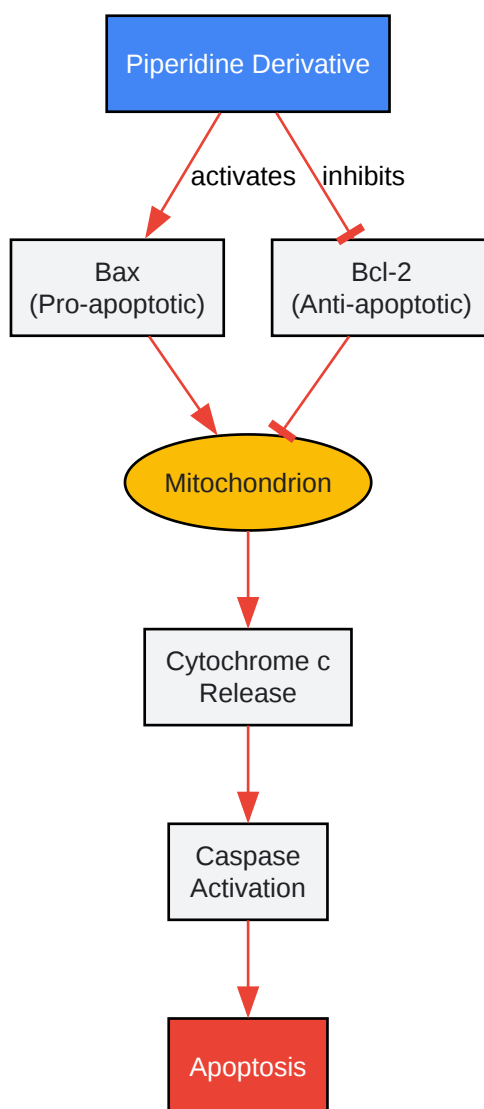 Piperidine Derivative
activates
inhibits
Bax
(Pro-apoptotic)
Bcl-2
(Anti-apoptotic)
Mitochondrion
Cytochrome c
Release
Caspase
Activation
Apoptosis